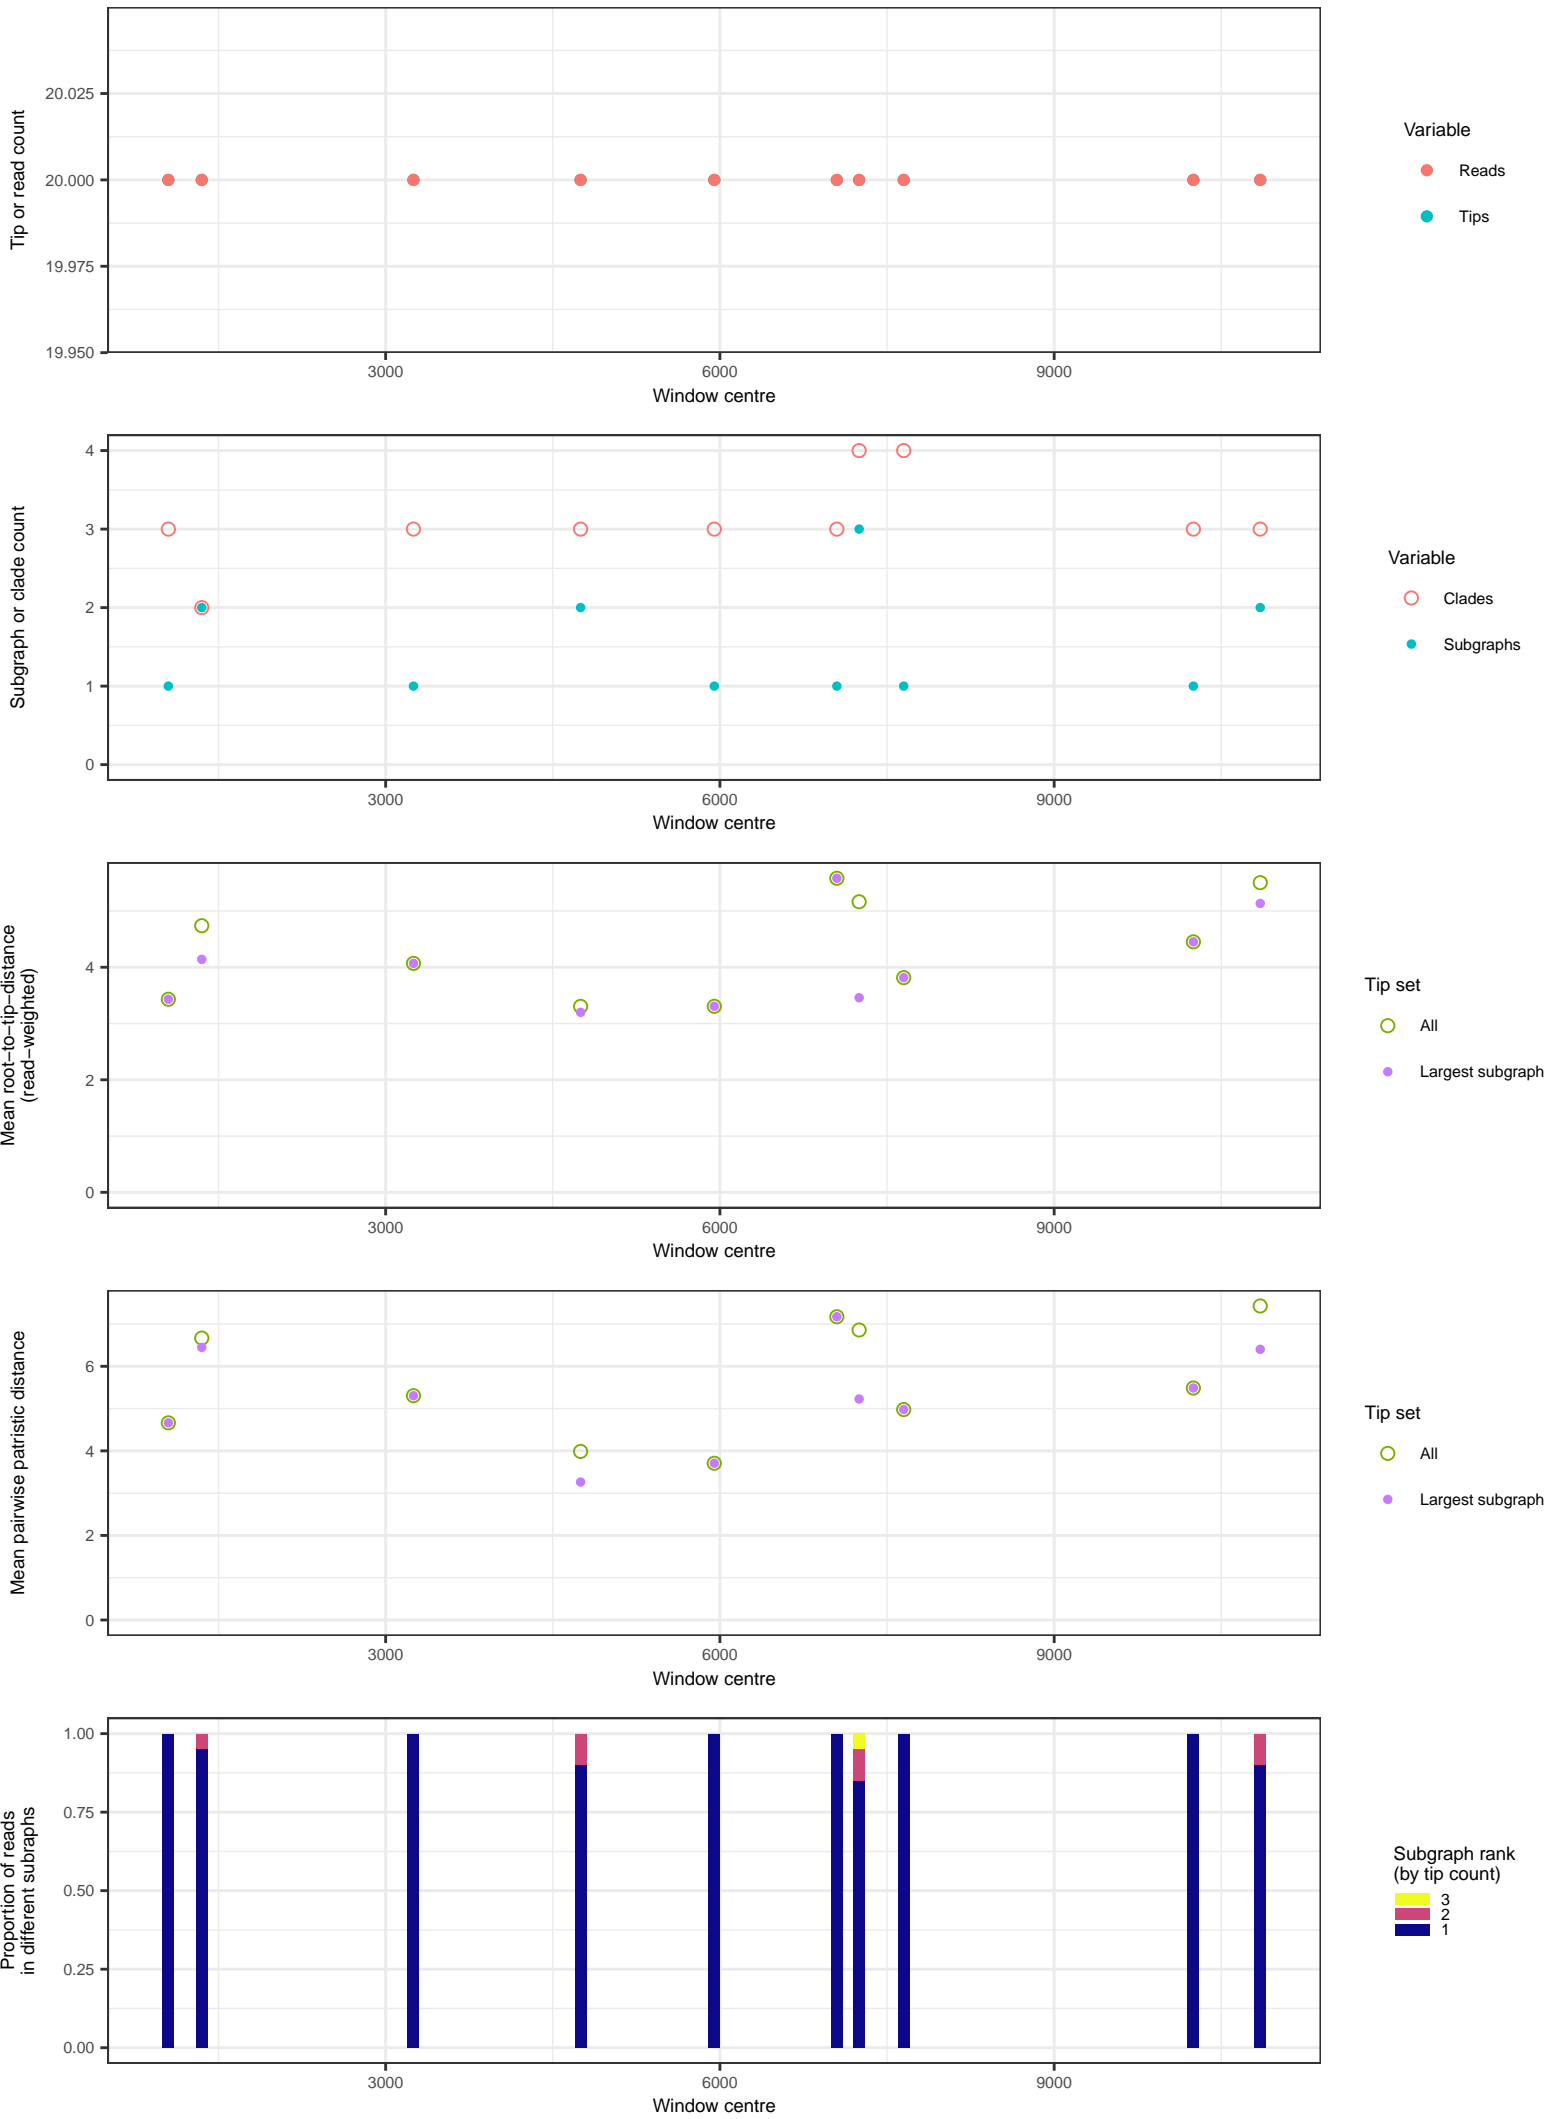 Tip or read count
20.025
20.000
19.975
19.950
3000
6000
9000
Window centre
Variable
Reads
Tips
Subgraph or clade count
4
3
2
1
0
3000
6000
9000
Window centre
Variable
Clades
Subgraphs
Mean root−to−tip−distance
(read−weighted)
4
2
0
3000
6000
9000
Window centre
Tip set
All
Largest subgraph
Mean pairwise patristic distance
6
4
2
0
3000
6000
9000
Window centre
Tip set
All
Largest subgraph
Proportion of reads
in different subraphs
1.00
0.75
0.50
0.25
0.00
3000
6000
9000
Window centre
Subgraph rank
(by tip count)
3
2
1